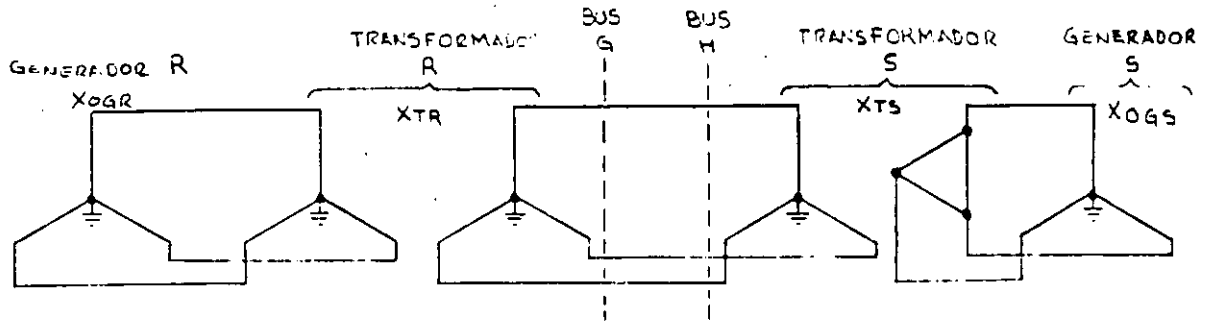 GENERADOR R
XOGR
TRANSFORMADOR
R
XTR
BUS
G
BUS
H
TRANSFORMADOR
S
XTS
GENERADOR
S
XOGS